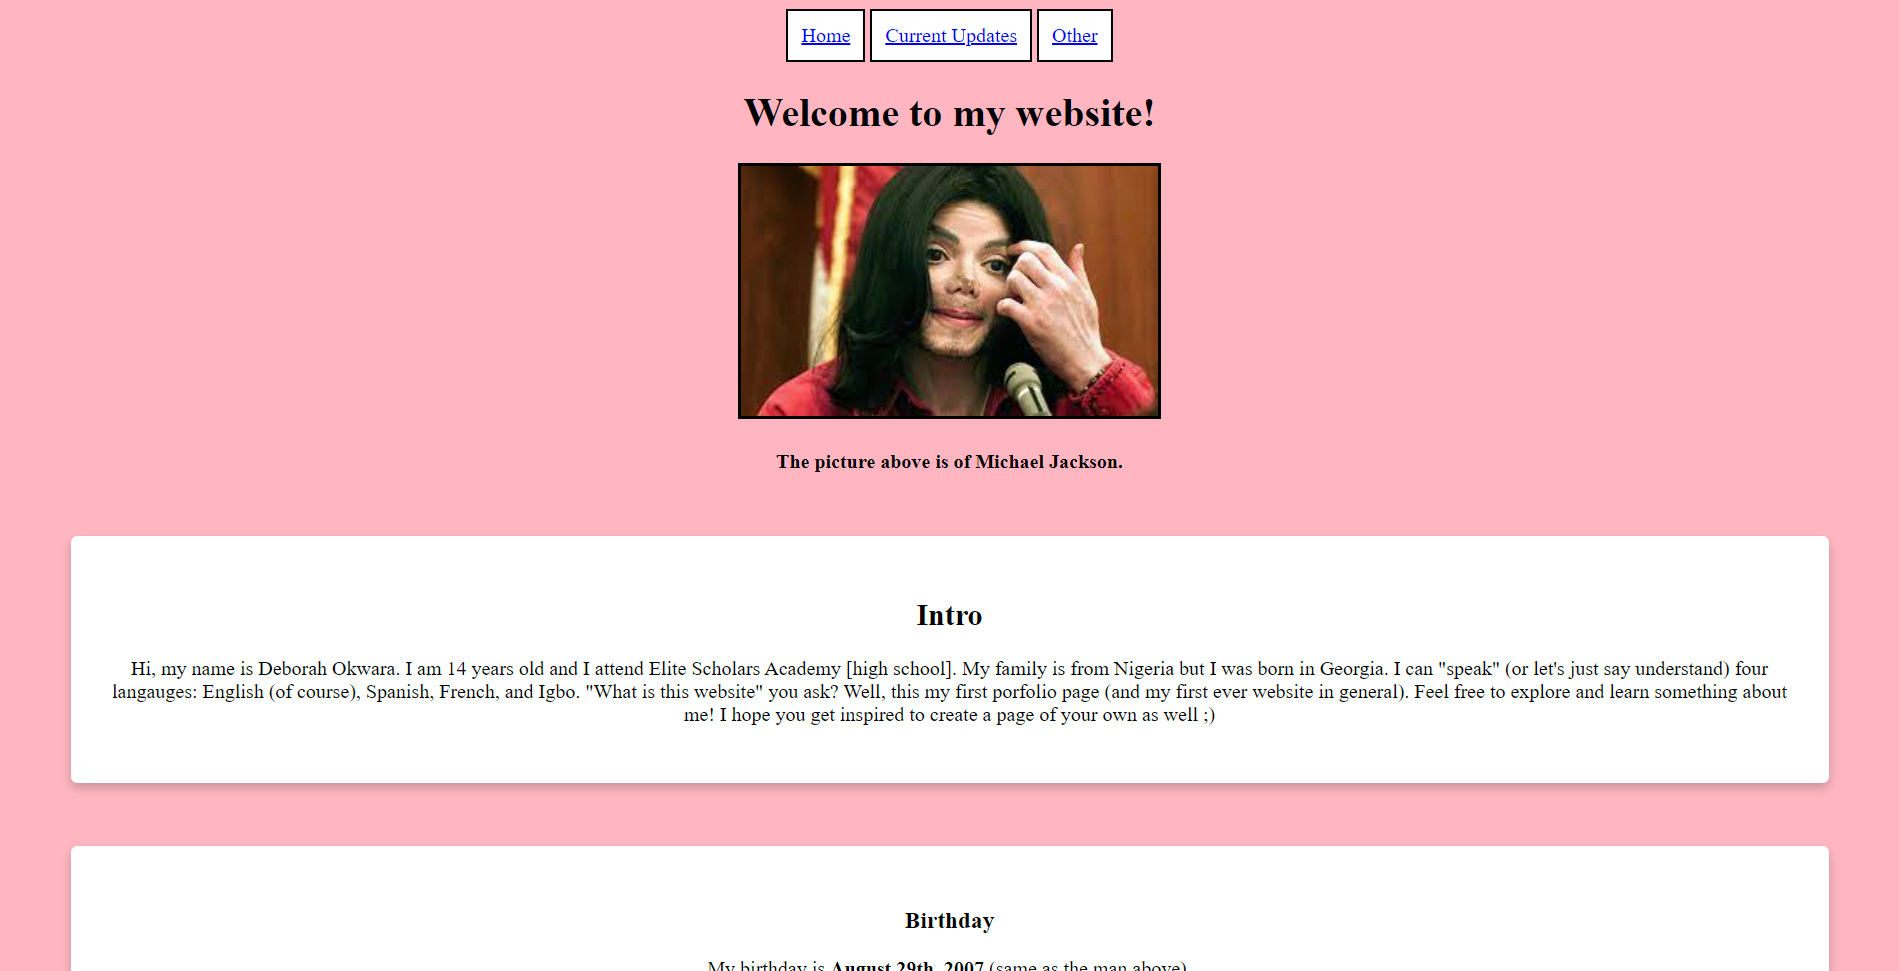 Home Current Updates Other
Welcome to my website!
The picture above is of Michael Jackson.
Intro
Hi, my name is Deborah Okwara. I am 14 years old and I attend Elite Scholars Academy [high school]. My family is from Nigeria but I was born in Georgia. I can "speak" (or let's just say understand) four
langauges: English (of course), Spanish, French, and Igbo. "What is this website" you ask? Well, this my first porfolio page (and my first ever website in general). Feel free to explore and learn something about
me! I hope you get inspired to create a page of your own as well ;)
Birthday
My birthday is August 29th, 2007 (same as the man above)